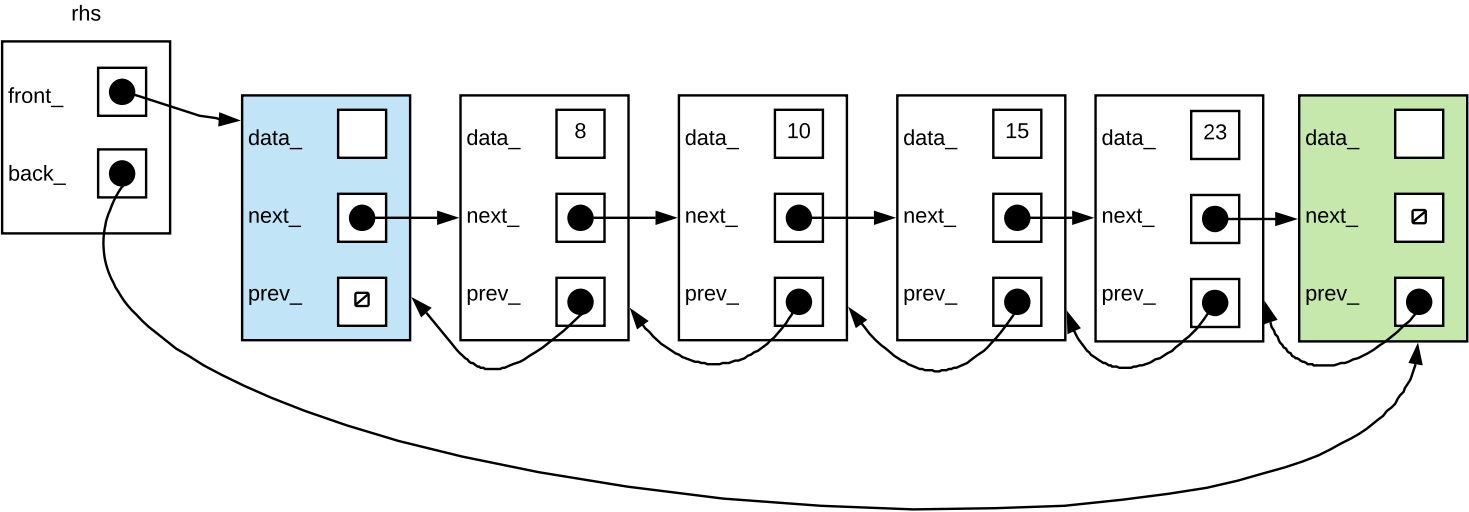 rhs
front_
back_
data_
next_
prev_
data_ 8
next_
prev_
data_ 10
next_
prev_
data_ 15
next_
prev_
data_ 23
next_
prev_
data_
next_
prev_